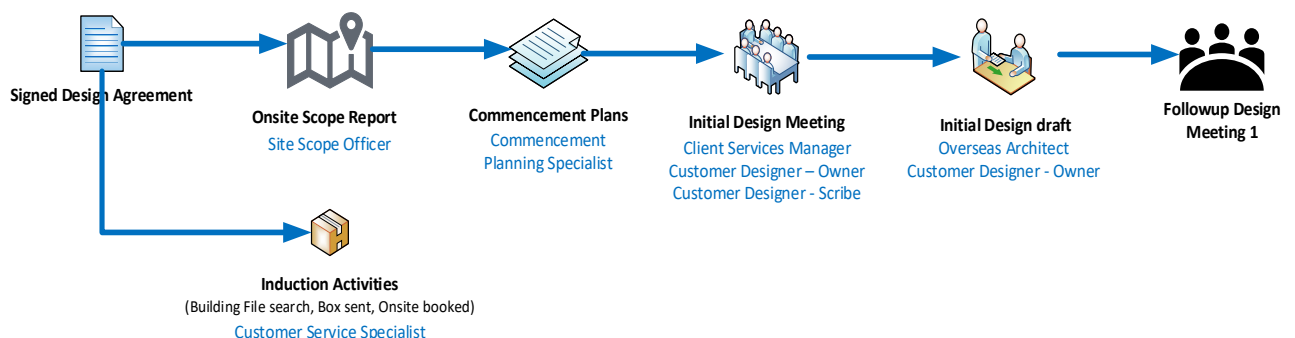 Signed Design Agreement
Onsite Scope Report
Site Scope Officer
Commencement Plans
Commencement
Planning Specialist
Initial Design Meeting
Client Services Manager
Customer Designer – Owner
Customer Designer - Scribe
Initial Design draft
Overseas Architect
Customer Designer - Owner
Followup Design
Meeting 1
Induction Activities
(Building File search, Box sent, Onsite booked)
Customer Service Specialist